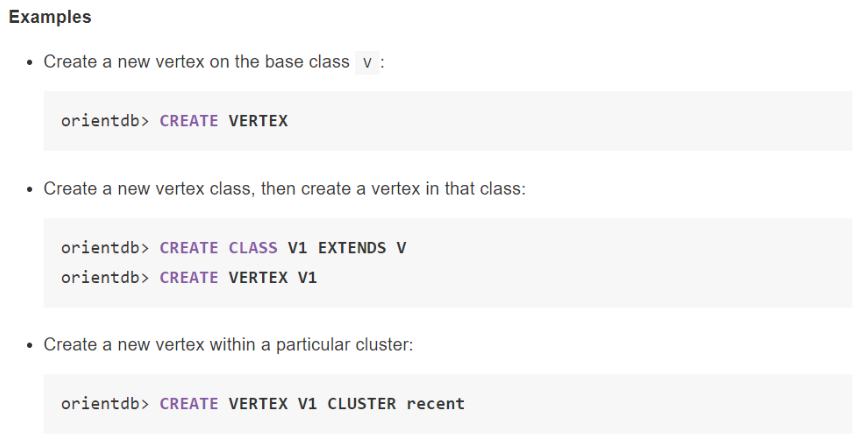 Examples
• Create a new vertex on the base class V :
orientdb> CREATE VERTEX
• Create a new vertex class, then create a vertex in that class:
orientdb> CREATE CLASS V1 EXTENDS V
orientdb> CREATE VERTEX V1
• Create a new vertex within a particular cluster:
orientdb> CREATE VERTEX V1 CLUSTER recent